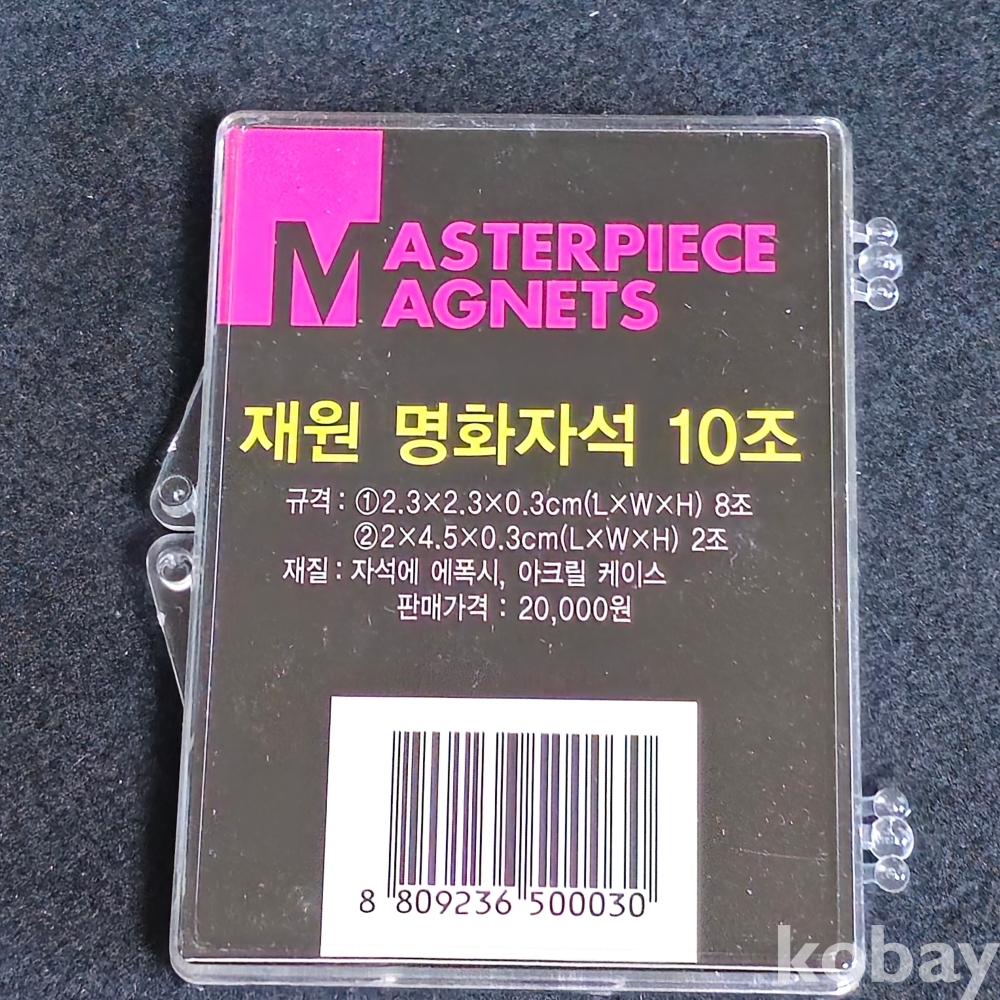 MASTERPIECE
MAGNETS
재원 명화자석 10조
규격 : ①2.3×2.3×0.3cm(L×W×H) 8조
②2×4.5×0.3cm(L×W×H) 2조
재질 : 자석에 에폭시, 아크릴 케이스
판매가격 : 20,000원
8 809236 500030
kobay